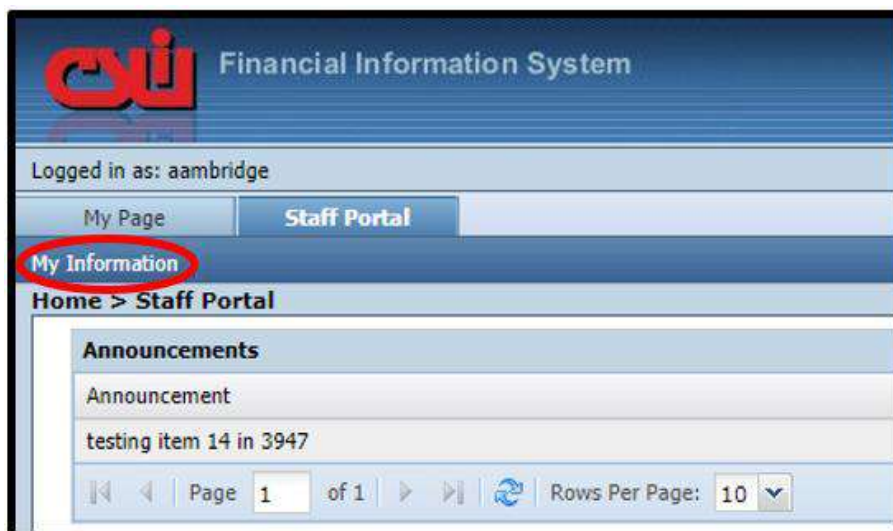 Financial Information System
Logged in as: aambridge
My Page Staff Portal
My Information
Home > Staff Portal
Announcements
Announcement
testing item 14 in 3947
Page 1 of 1 Rows Per Page: 10